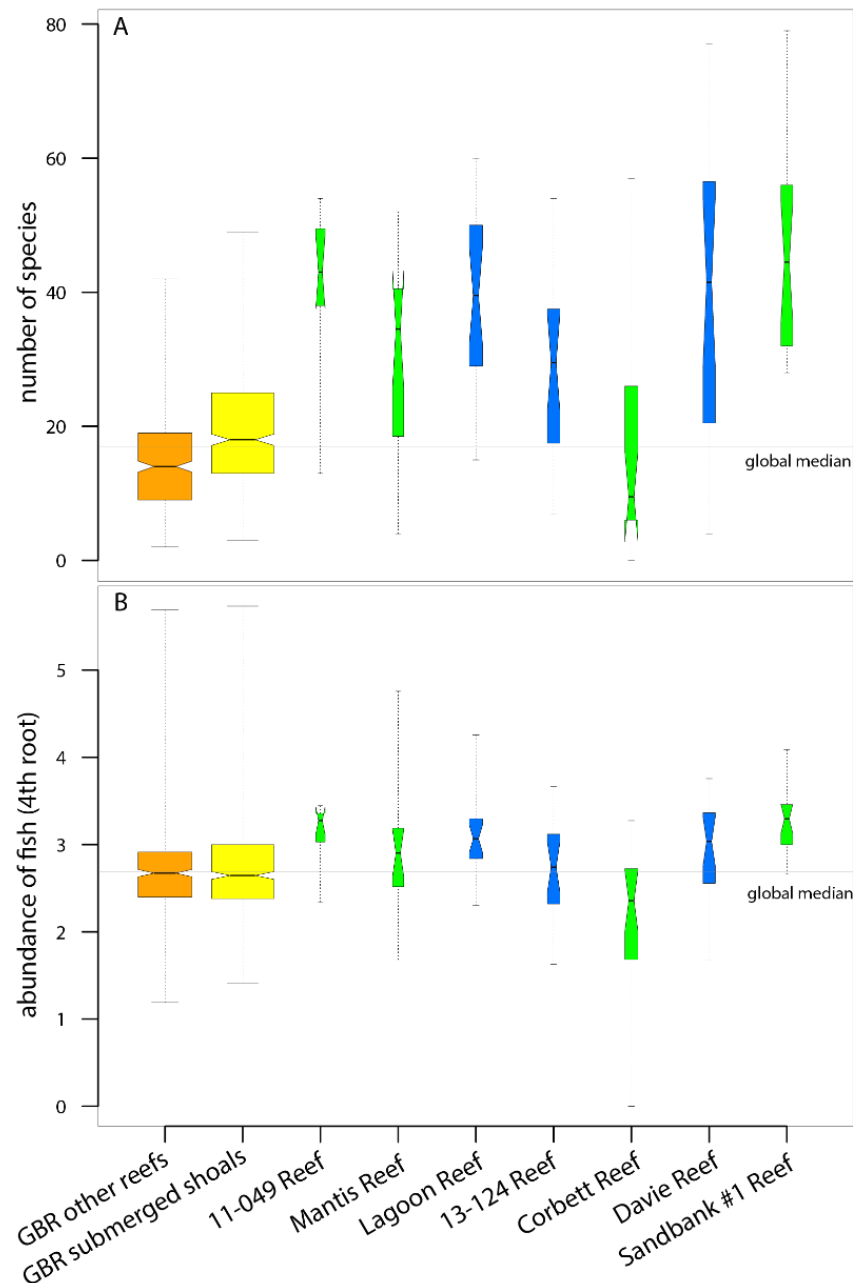 A
80
60
40
20
0
number of species
global median
B
5
4
3
2
1
0
abundance of fish (4th root)
global median
GBR other reefs
GBR submerged shoals
11-049 Reef
Mantis Reef
Lagoon Reef
13-124 Reef
Corbett Reef
Davie Reef
Sandbank #1 Reef